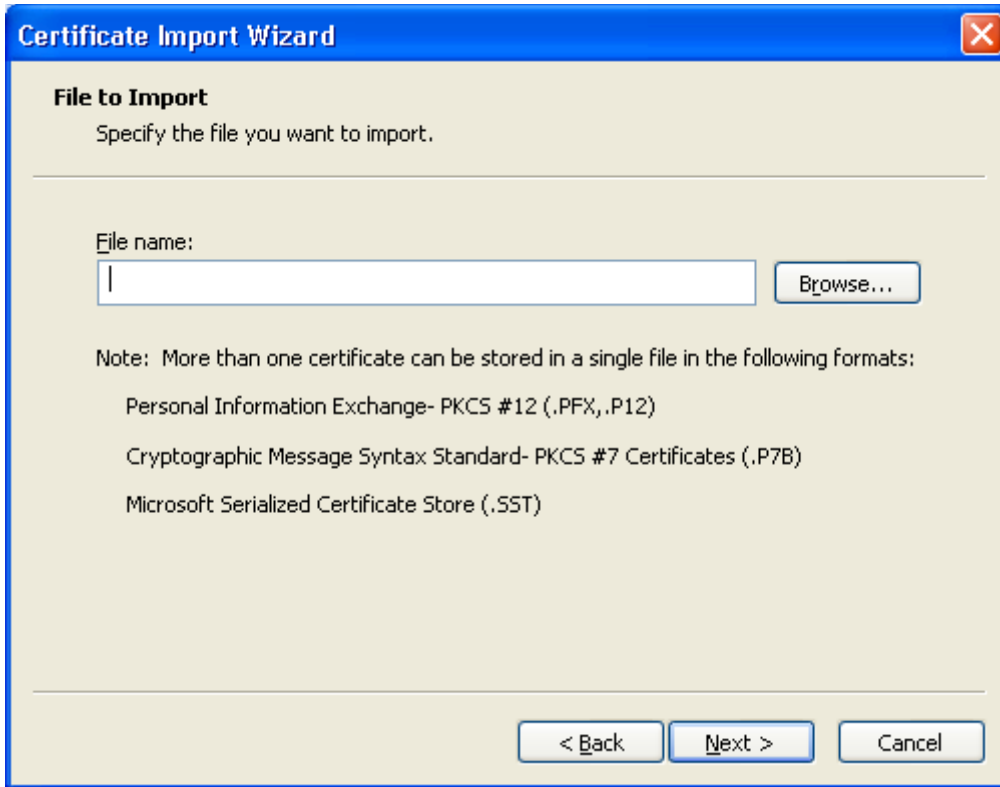 Certificate Import Wizard
File to Import
Specify the file you want to import.
File name:
Browse...
Note:  More than one certificate can be stored in a single file in the following formats:
Personal Information Exchange- PKCS #12 (.PFX,.P12)
Cryptographic Message Syntax Standard- PKCS #7 Certificates (.P7B)
Microsoft Serialized Certificate Store (.SST)
< Back
Next >
Cancel